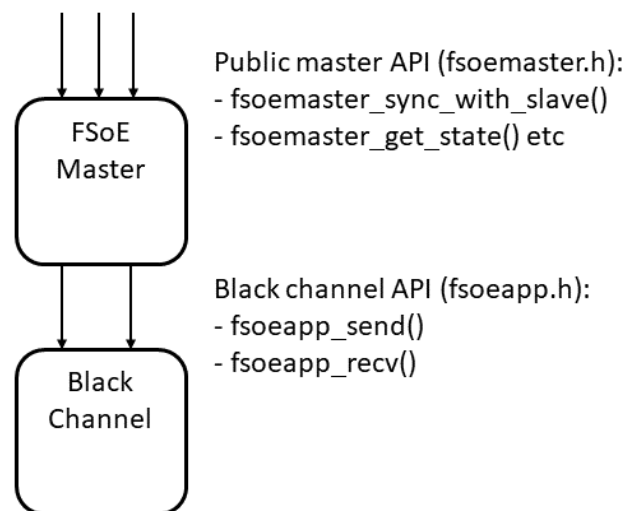 Public master API (fsoemaster.h):
- fsoemaster_sync_with_slave()
- fsoemaster_get_state() etc
FSoE
Master
Black channel API (fsoeapp.h):
- fsoeapp_send()
- fsoeapp_recv()
Black
Channel